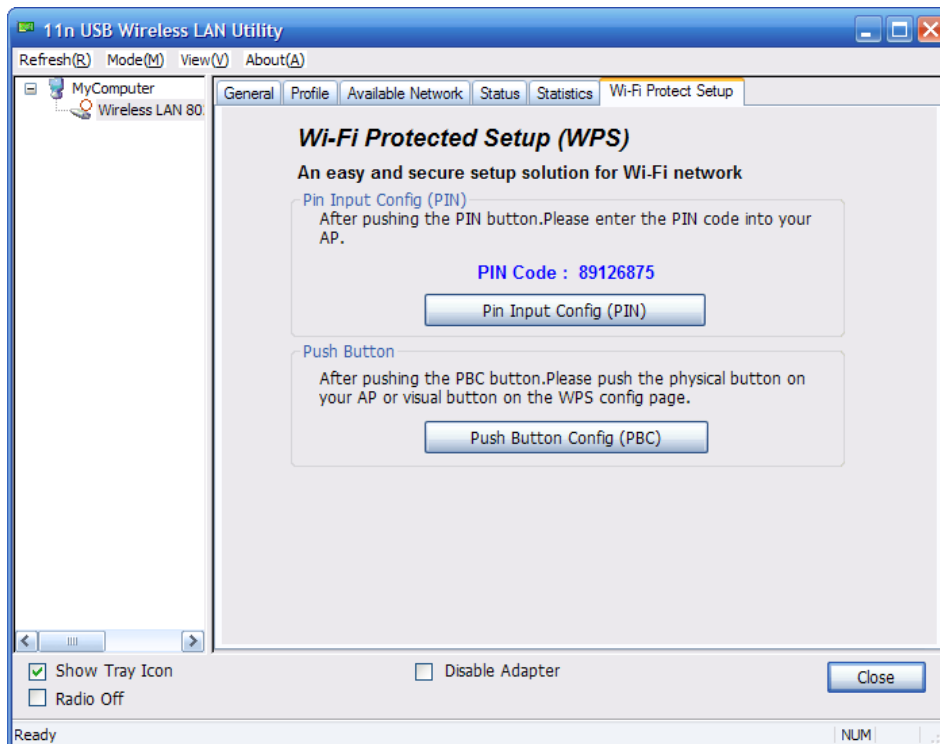 11n USB Wireless LAN Utility
Refresh(R) Mode(M) View(V) About(A)
MyComputer
Wireless LAN 802
General Profile Available Network Status Statistics Wi-Fi Protect Setup
Wi-Fi Protected Setup (WPS)
An easy and secure setup solution for Wi-Fi network
Pin Input Config (PIN)
After pushing the PIN button.Please enter the PIN code into your
AP.
PIN Code : 89126875
Pin Input Config (PIN)
Push Button
After pushing the PBC button.Please push the physical button on
your AP or visual button on the WPS config page.
Push Button Config (PBC)
Show Tray Icon
Disable Adapter
Radio Off
Close
Ready
NUM